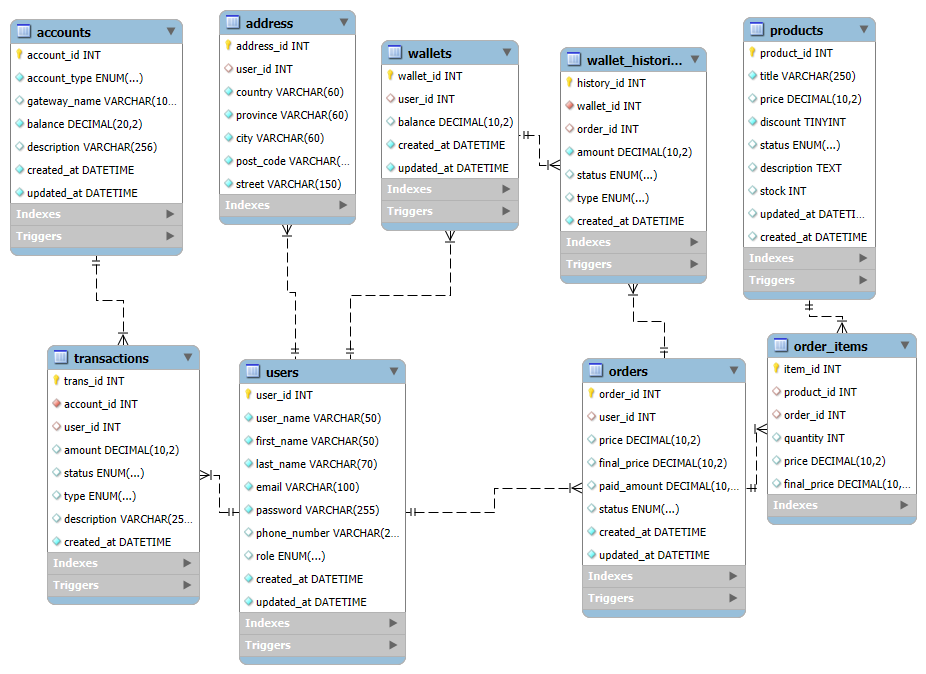 accounts
account_id INT
account_type ENUM(...)
gateway_name VARCHAR(10...
balance DECIMAL(20,2)
description VARCHAR(256)
created_at DATETIME
updated_at DATETIME
Indexes
Triggers
address
address_id INT
user_id INT
country VARCHAR(60)
province VARCHAR(60)
city VARCHAR(60)
post_code VARCHAR(...
street VARCHAR(150)
Indexes
wallets
wallet_id INT
user_id INT
balance DECIMAL(10,2)
created_at DATETIME
updated_at DATETIME
Indexes
Triggers
wallet_histori...
history_id INT
wallet_id INT
order_id INT
amount DECIMAL(10,2)
status ENUM(...)
type ENUM(...)
created_at DATETIME
Indexes
Triggers
products
product_id INT
title VARCHAR(250)
price DECIMAL(10,2)
discount TINYINT
status ENUM(...)
description TEXT
stock INT
updated_at DATETI...
created_at DATETIME
Indexes
Triggers
transactions
trans_id INT
account_id INT
user_id INT
amount DECIMAL(10,2)
status ENUM(...)
type ENUM(...)
description VARCHAR(25...
created_at DATETIME
Indexes
Triggers
users
user_id INT
user_name VARCHAR(50)
first_name VARCHAR(50)
last_name VARCHAR(70)
email VARCHAR(100)
password VARCHAR(255)
phone_number VARCHAR(2...
role ENUM(...)
created_at DATETIME
updated_at DATETIME
Indexes
Triggers
orders
order_id INT
user_id INT
price DECIMAL(10,2)
final_price DECIMAL(10,2)
paid_amount DECIMAL(10,...
status ENUM(...)
created_at DATETIME
updated_at DATETIME
Indexes
Triggers
order_items
item_id INT
product_id INT
order_id INT
quantity INT
price DECIMAL(10,2)
final_price DECIMAL(10,...
Indexes